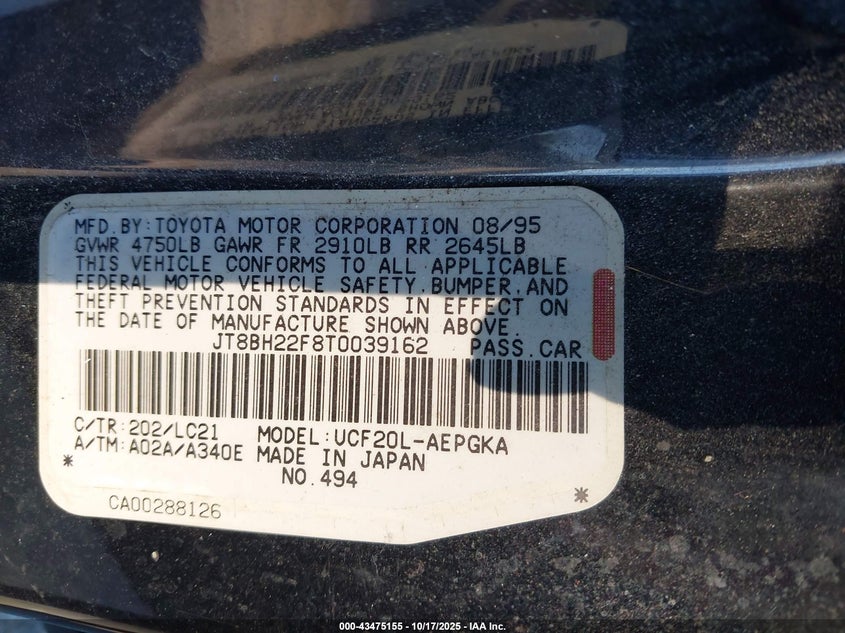 MFD.BY:TOYOTA MOTOR CORPORATION 08/95
GVWR 4750LB GAWR FR 2910LB RR 2645LB
THIS VEHICLE CONFORMS TO ALL APPLICABLE
FEDERAL MOTOR VEHICLE SAFETY,BUMPER,AND
THEFT PREVENTION STANDARDS IN EFFECT ON
THE DATE OF MANUFACTURE SHOWN ABOVE.
JT8BH22F8T0039162 PASS.CAR
C/TR:202/LC21 MODEL:UCF20L-AEPGKA
A/TM:A02A/A340E MADE IN JAPAN
* NO.494 *
CA00288126
000-43475155 - 10/17/2025 - IAA Inc.